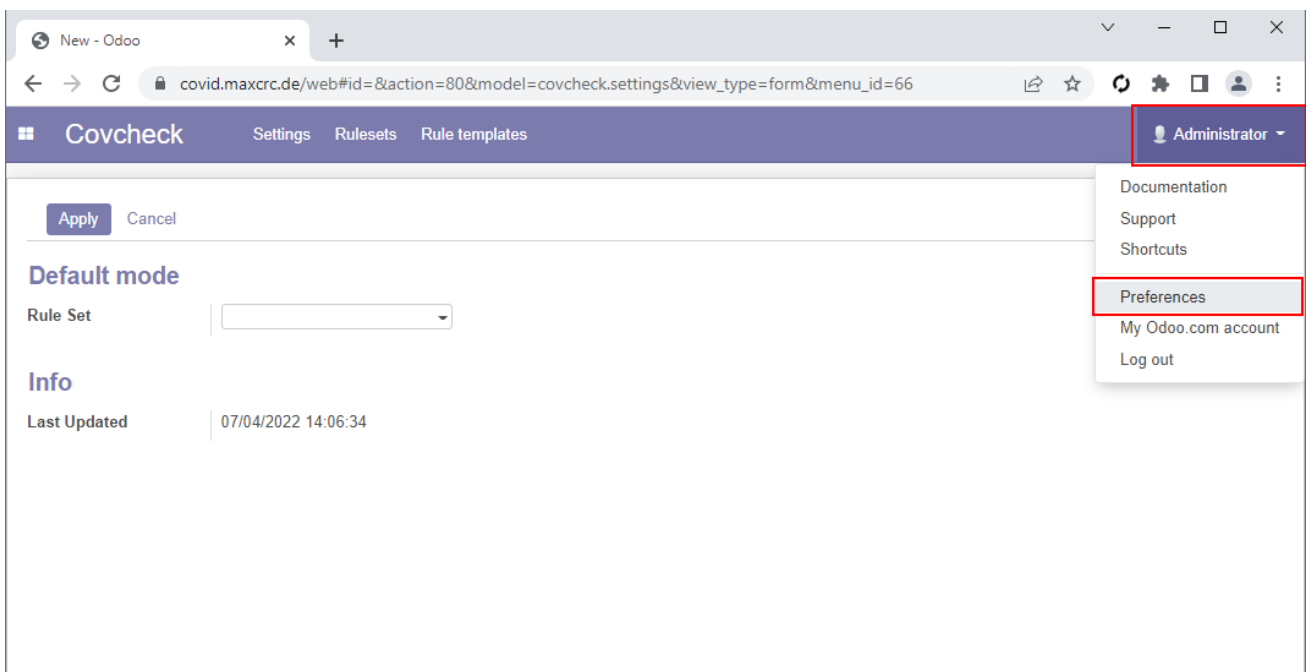 New - Odoo
covid.maxcrc.de/web#id=&action=80&model=covcheck.settings&view_type=form&menu_id=66
Covcheck Settings Rulesets Rule templates Administrator
Documentation
Apply Cancel
Support
Shortcuts
Default mode
Preferences
Rule Set
My Odoo.com account
Log out
Info
Last Updated 07/04/2022 14:06:34